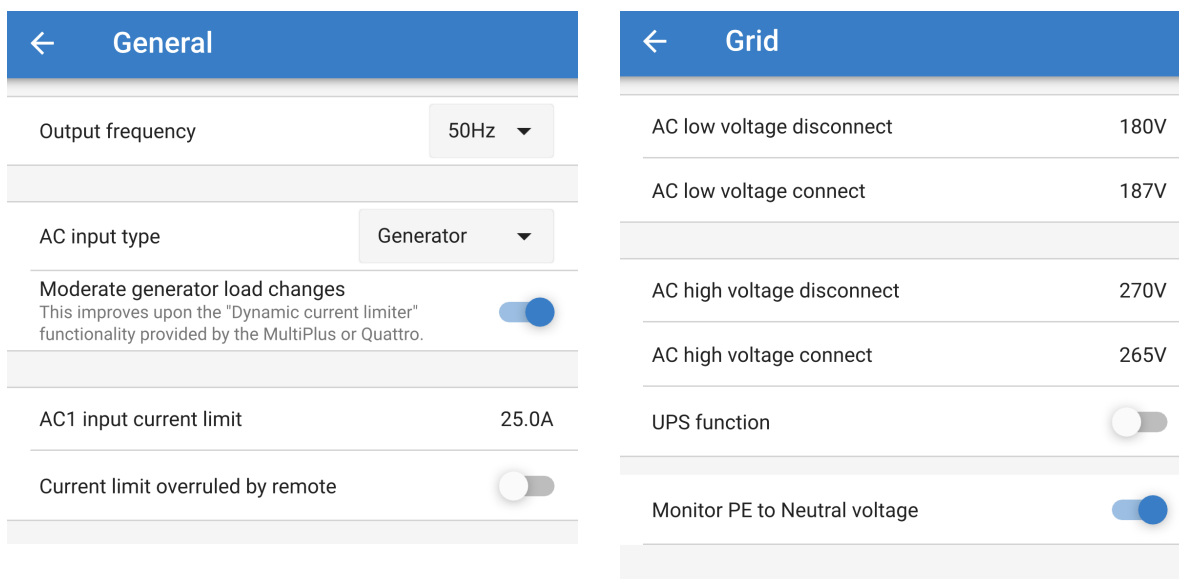 General
Output frequency
50Hz
AC input type
Generator
Moderate generator load changes
This improves upon the "Dynamic current limiter"
functionality provided by the MultiPlus or Quattro.
AC1 input current limit
25.0A
Current limit overruled by remote
Grid
AC low voltage disconnect
180V
AC low voltage connect
187V
AC high voltage disconnect
270V
AC high voltage connect
265V
UPS function
Monitor PE to Neutral voltage